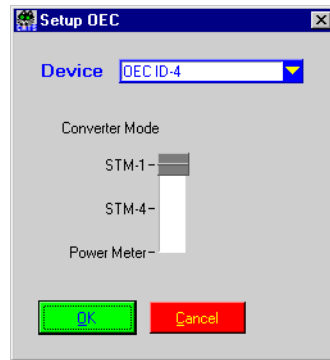 Setup OEC
Device OEC ID-4
Converter Mode
STM-1
STM-4
Power Meter
OK Cancel